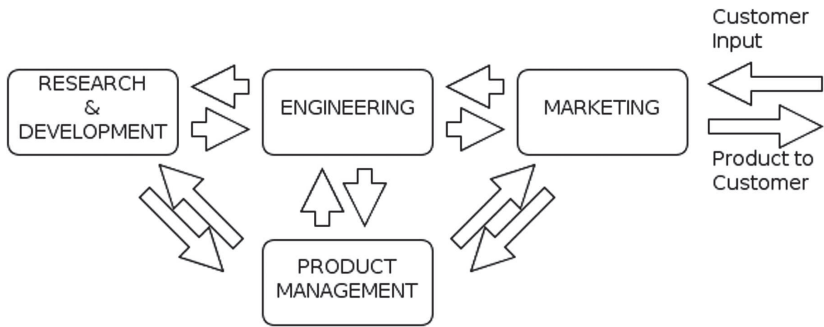 Customer
Input
RESEARCH
&
DEVELOPMENT
ENGINEERING
MARKETING
Product to
Customer
PRODUCT
MANAGEMENT